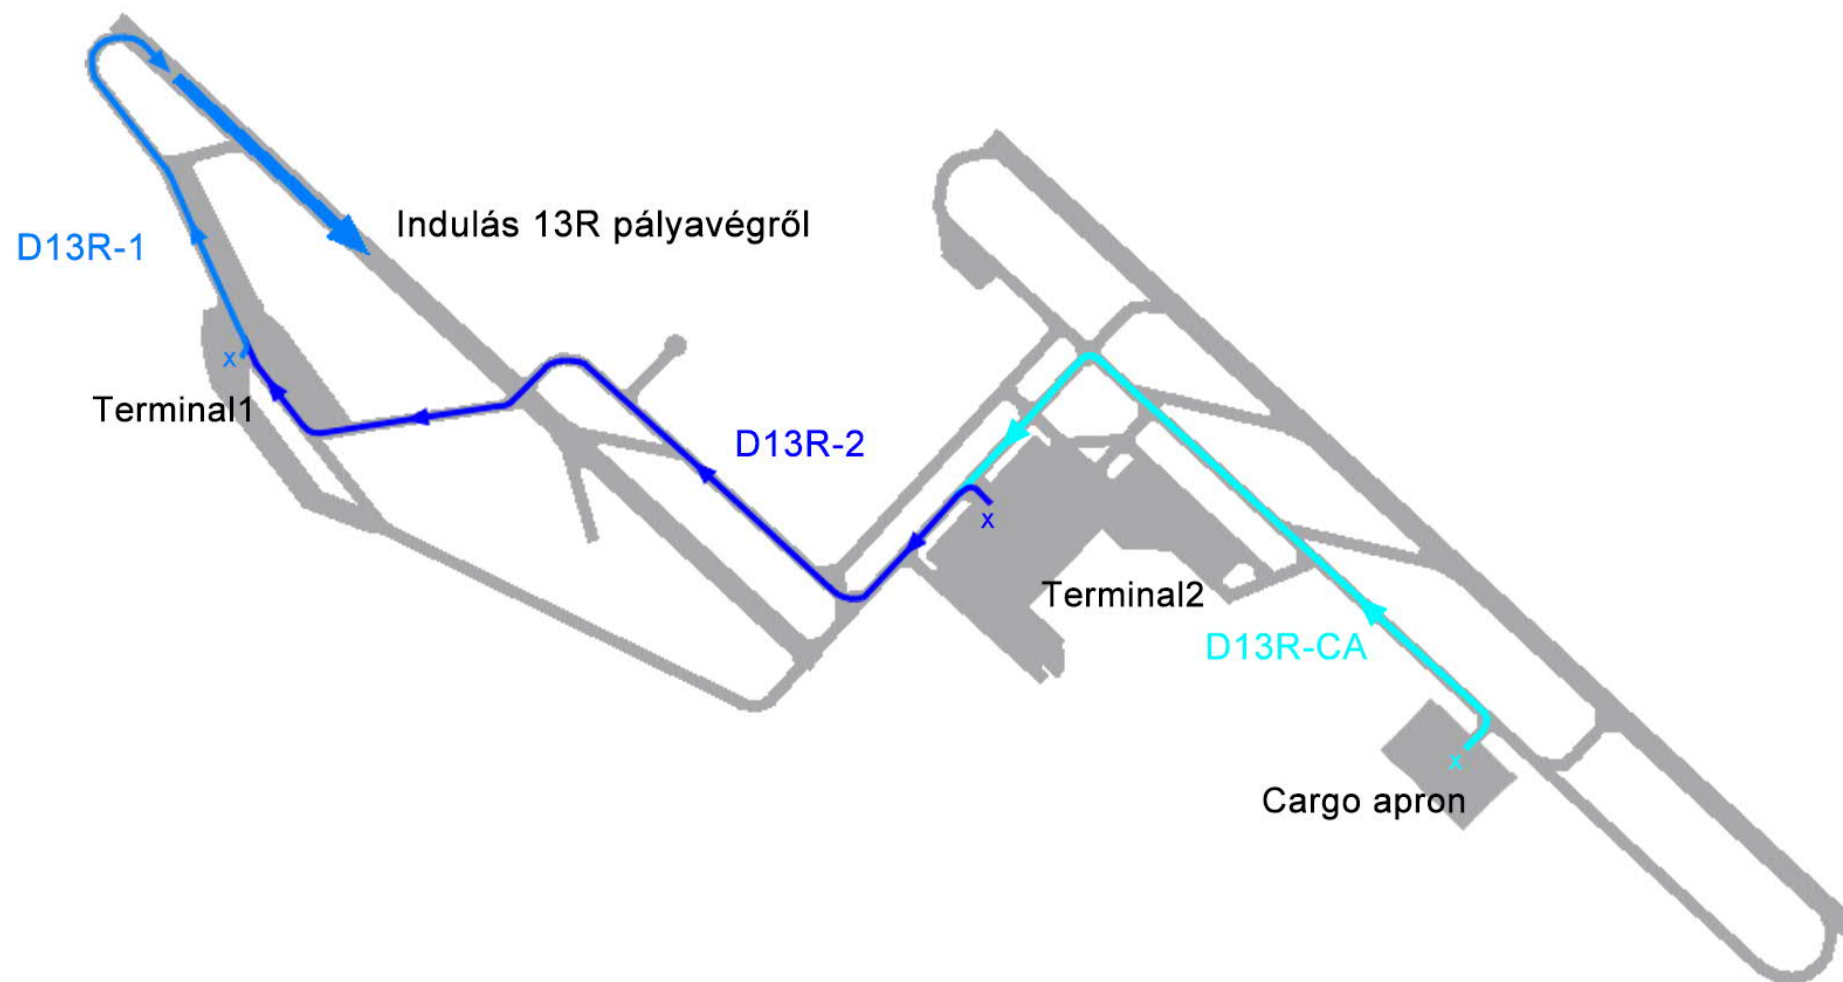 Indulás 13R pályavégről
D13R-1
Terminal1
D13R-2
x
x
Terminal2
D13R-CA
x
Cargo apron